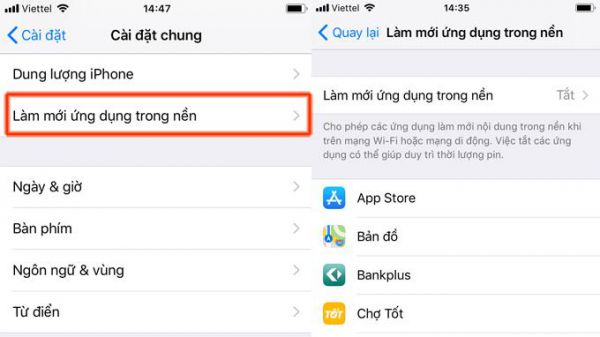 Viettel 14:47
Cài đặt Cài đặt chung
Dung lượng iPhone
Làm mới ứng dụng trong nền
Ngày & giờ
Bàn phím
Ngôn ngữ & vùng
Từ điển
Viettel 14:35
Quay lại Làm mới ứng dụng trong nền
Làm mới ứng dụng trong nền Tắt
Cho phép các ứng dụng làm mới nội dung trong nền khi
trên mạng Wi-Fi hoặc mạng di động. Việc tắt các ứng
dụng có thể giúp duy trì thời lượng pin.
App Store
Bản đồ
Bankplus
TỐT Chợ Tốt